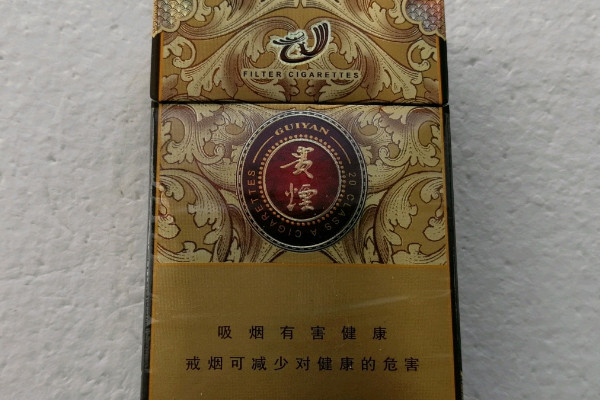 FILTER CIGARETTES
GUIYAN
贵烟
20 CLASS A CIGARETTES
吸烟有害健康
戒烟可减少对健康的危害